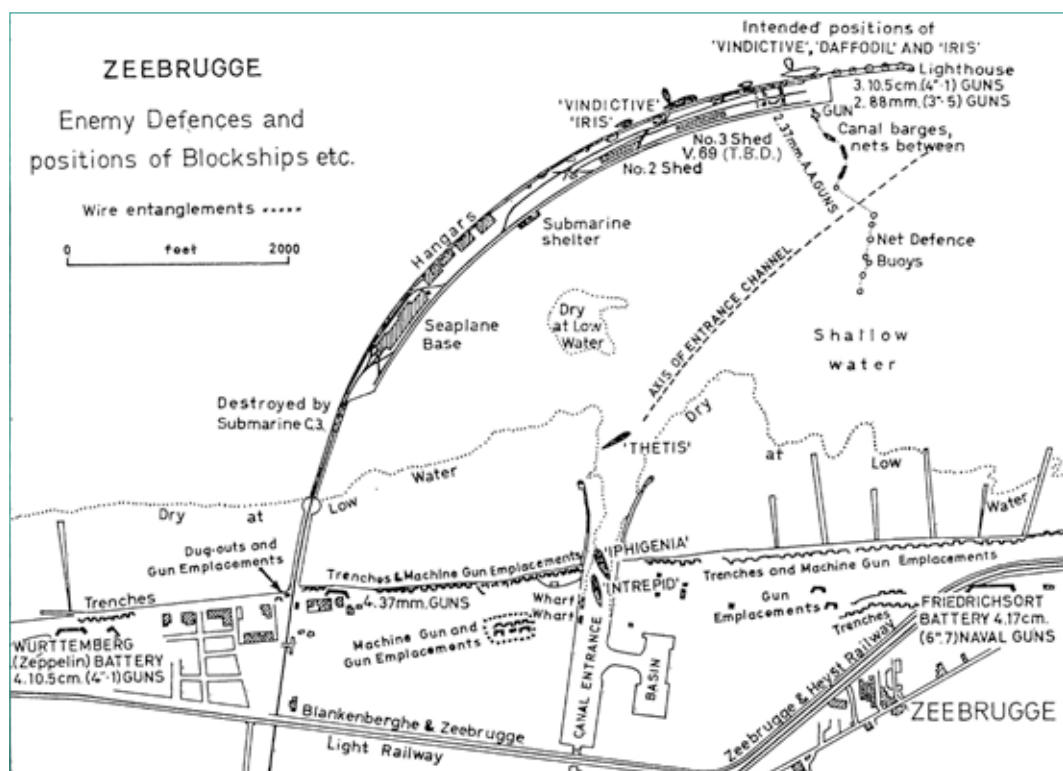 ZEEBRUGGE
Enemy Defences and
positions of Blockships etc.
Wire entanglements
0 feet 2000
Intended positions of
'VINDICTIVE', 'DAFFODIL' AND 'IRIS'
Lighthouse
3.10.5cm.(4"·1) GUNS
2.88mm.(3"·5) GUNS
GUN
Canal barges,
nets between
'VINDICTIVE'
'IRIS'
No.3 Shed
V.69 (T.B.D.)
No.2 Shed
2.37mm.A.A.GUNS
Submarine
shelter
Hangars
Net Defence
Buoys
Seaplane
Base
Dry
at Low
Water
AXIS OF ENTRANCE CHANNEL
Shallow
water
Destroyed by
Submarine C.3.
'THETIS'
Dry at Low Water
Dry at Low Water
Dug-outs and
Gun Emplacements
Trenches & Machine Gun Emplacements
'IPHIGENIA'
'INTREPID'
Trenches and Machine Gun Emplacements
Trenches
4.37mm.GUNS
Wharf
Wharf
Gun
Emplacements
Trenches
FRIEDRICHSORT
BATTERY 4.17cm.
(6".7) NAVAL GUNS
Machine Gun and
Gun Emplacements
WURTTEMBERG
(Zeppelin) BATTERY
4.10.5cm.(4"·1) GUNS
CANAL ENTRANCE
BASIN
Zeebrugge & Heyst Railway
ZEEBRUGGE
Blankenberghe & Zeebrugge
Light Railway